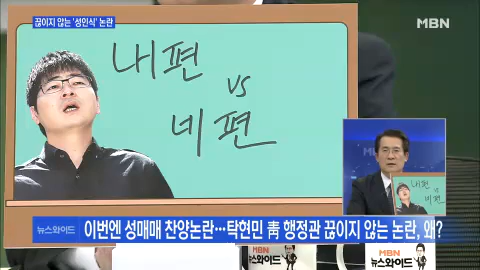 끊이지 않는 '성인식' 논란
MBN
내편
vs
네편
뉴스와이드
이번엔 성매매 찬양논란…탁현민 靑 행정관 끊이지 않는 논란, 왜?
MBN
뉴스와이드